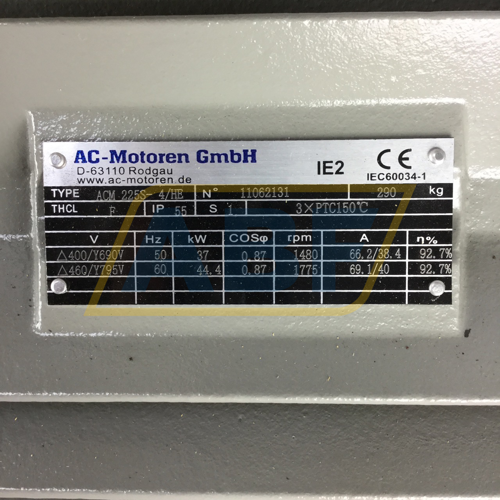 AC-Motoren GmbH
D-63110 Rodgau
www.ac-motoren.de
IE2
CE
IEC60034-1
TYPE ACM 225S- 4/HE N° 11062131 290 kg
THCL F IP 55 S 1 3×PTC150℃
V Hz kW COSφ rpm A η%
△400/Y690V 50 37 0.87 1480 66.2/38.4 92.7%
△460/Y795V 60 44.4 0.87 1775 69.1/40 92.7%